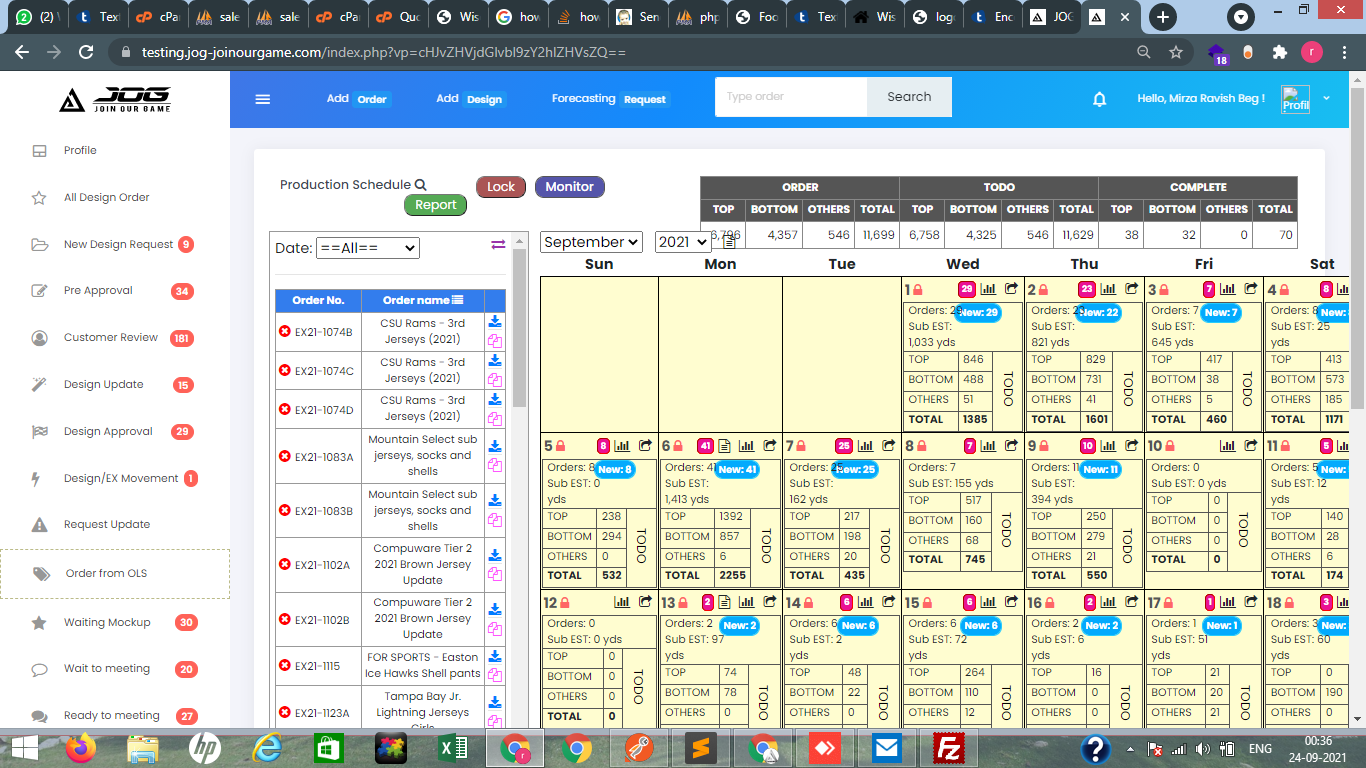 2
(2) V
Text
cPan
sale
sale
cPan
Quo
Wis
how
hov
Sen
php
Foo
Text
Wis
logo
Enc
JOG
testing.jog-joinourgame.com/index.php?vp=cHJvZHVjdGlvbl9zY2hlZHVsZQ==
18
r
JOG
JOIN OUR GAME
Add Order
Add Design
Forecasting Request
Type order
Search
Hello, Mirza Ravish Beg !
Profil
Profile
All Design Order
New Design Request 9
Pre Approval 34
Customer Review 181
Design Update 15
Design Approval 29
Design/EX Movement 1
Request Update
Order from OLS
Waiting Mockup 30
Wait to meeting 20
Ready to meeting 27
Production Schedule
Report
Lock
Monitor
ORDER TODO COMPLETE
TOP BOTTOM OTHERS TOTAL TOP BOTTOM OTHERS TOTAL TOP BOTTOM OTHERS TOTAL
6,796 4,357 546 11,699 6,758 4,325 546 11,629 38 32 0 70
Date: ==All==
Order No. Order name
EX21-1074B CSU Rams - 3rd
Jerseys (2021)
EX21-1074C CSU Rams - 3rd
Jerseys (2021)
EX21-1074D CSU Rams - 3rd
Jerseys (2021)
EX21-1083A Mountain Select sub
jerseys, socks and
shells
EX21-1083B Mountain Select sub
jerseys, socks and
shells
EX21-1102A Compuware Tier 2
2021 Brown Jersey
Update
EX21-1102B Compuware Tier 2
2021 Brown Jersey
Update
EX21-1115 FOR SPORTS - Easton
Ice Hawks Shell pants
EX21-1123A Tampa Bay Jr.
Lightning Jerseys
September 2021
Sun Mon Tue Wed Thu Fri Sat
1 29
Orders: 29 New: 29
Sub EST:
1,033 yds
TOP 846
BOTTOM 488
OTHERS 51
TOTAL 1385
TODO
2 23
Orders: 23 New: 22
Sub EST:
821 yds
TOP 829
BOTTOM 731
OTHERS 41
TOTAL 1601
TODO
3 7
Orders: 7 New: 7
Sub EST:
645 yds
TOP 417
BOTTOM 38
OTHERS 5
TOTAL 460
TODO
4 8
Orders: 8 New:
Sub EST: 25
yds
TOP 413
BOTTOM 573
OTHERS 185
TOTAL 1171
5 8
Orders: 8 New: 8
Sub EST: 0
yds
TOP 238
BOTTOM 294
OTHERS 0
TOTAL 532
TODO
6 41
Orders: 41 New: 41
Sub EST:
1,413 yds
TOP 1392
BOTTOM 857
OTHERS 6
TOTAL 2255
TODO
7 25
Orders: 25 New: 25
Sub EST:
162 yds
TOP 217
BOTTOM 198
OTHERS 20
TOTAL 435
TODO
8 7
Orders: 7
Sub EST: 155 yds
TOP 517
BOTTOM 160
OTHERS 68
TOTAL 745
TODO
9 10
Orders: 11 New: 11
Sub EST:
394 yds
TOP 250
BOTTOM 279
OTHERS 21
TOTAL 550
TODO
10
Orders: 0
Sub EST: 0 yds
TOP 0
BOTTOM 0
OTHERS 0
TOTAL 0
TODO
11 5
Orders: 5 New:
Sub EST: 12
yds
TOP 140
BOTTOM 28
OTHERS 6
TOTAL 174
12
Orders: 0
Sub EST: 0 yds
TOP 0
BOTTOM 0
OTHERS 0
TOTAL 0
TODO
13 2
Orders: 2 New: 2
Sub EST: 97
yds
TOP 74
BOTTOM 78
OTHERS 0
TODO
14 6
Orders: 6 New: 6
Sub EST: 2
yds
TOP 48
BOTTOM 22
OTHERS 0
TODO
15 6
Orders: 6 New: 6
Sub EST: 72
yds
TOP 264
BOTTOM 110
OTHERS 12
TODO
16 2
Orders: 2 New: 2
Sub EST: 6
yds
TOP 16
BOTTOM 0
OTHERS 0
TODO
17 1
Orders: 1 New: 1
Sub EST: 51
yds
TOP 21
BOTTOM 20
OTHERS 21
TODO
18 3
Orders: 3 New:
Sub EST: 60
yds
TOP 0
BOTTOM 190
OTHERS 0
ENG
00:36
24-09-2021